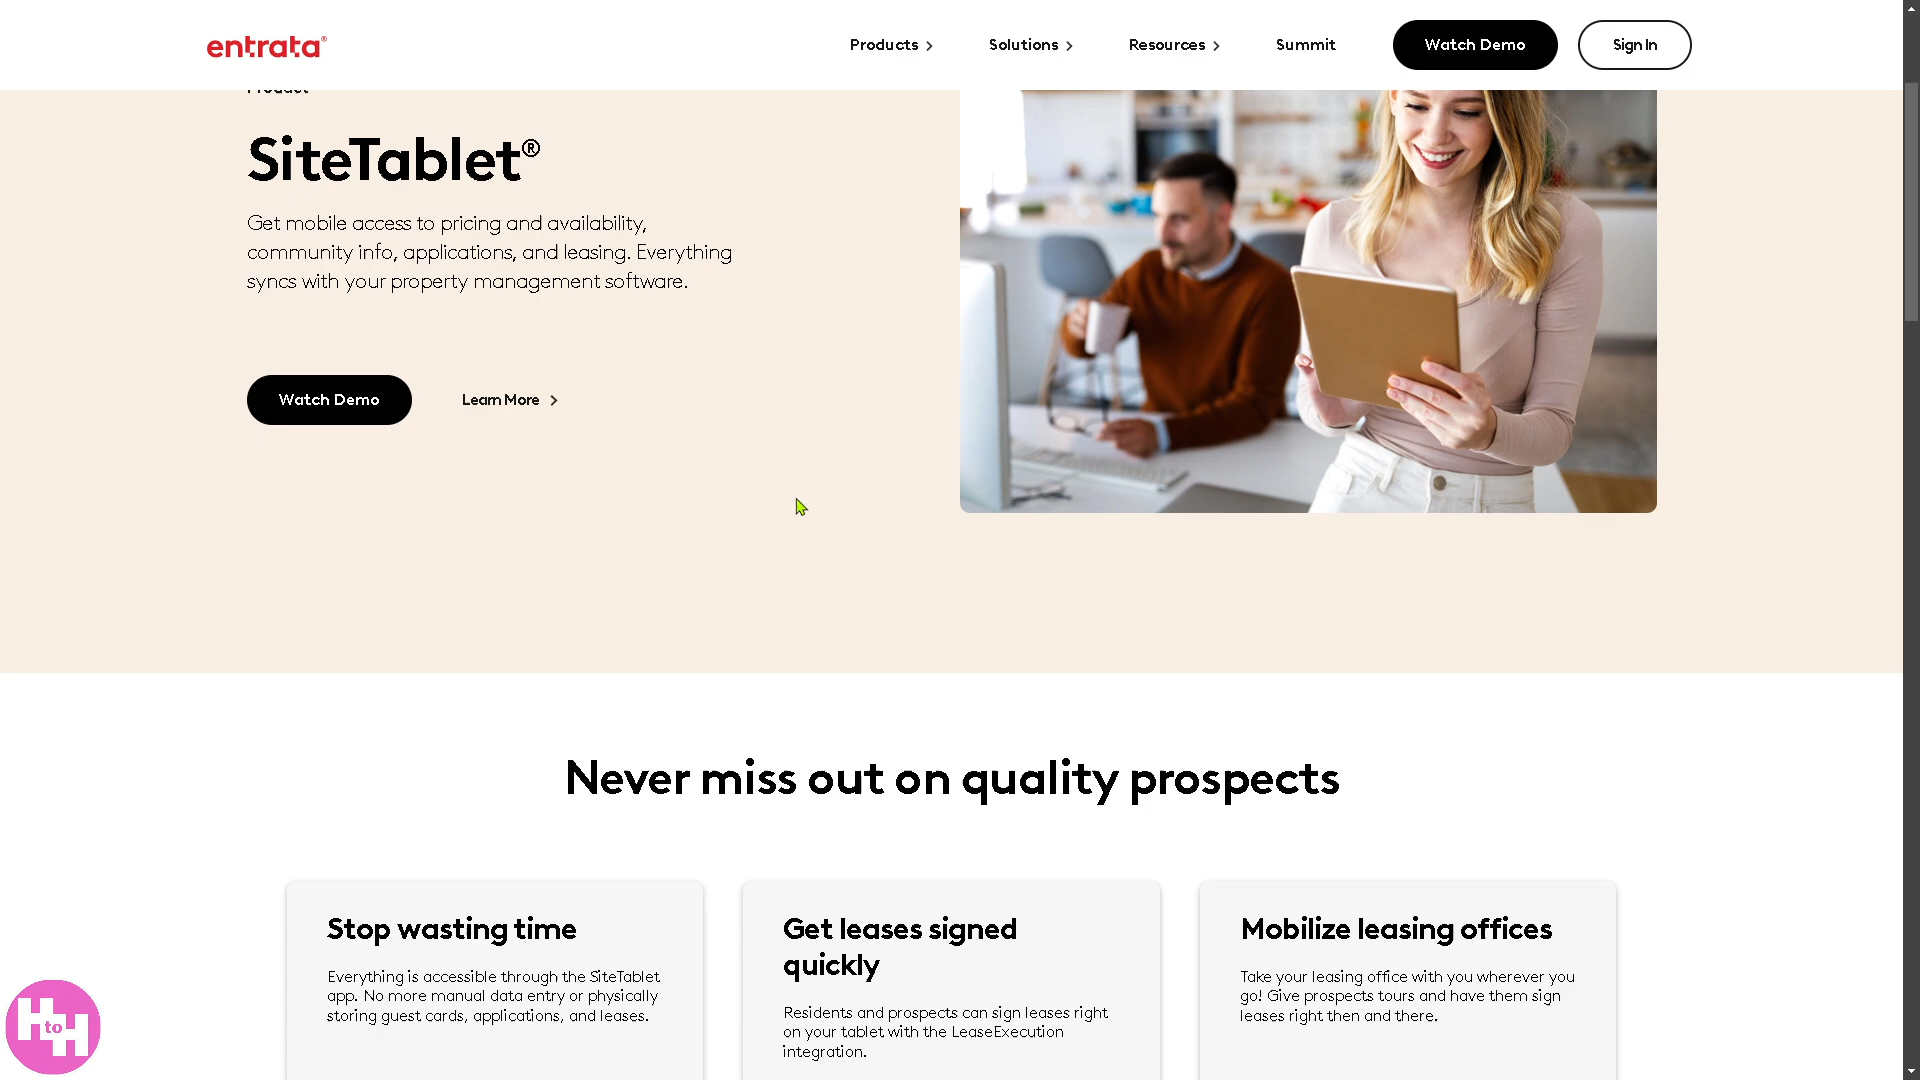 entrata®
Products
Solutions
Resources
Summit
Watch Demo
Sign In
Product
SiteTablet®
Get mobile access to pricing and availability,
community info, applications, and leasing. Everything
syncs with your property management software.
Watch Demo
Learn More
Never miss out on quality prospects
Stop wasting time
Everything is accessible through the SiteTablet
app. No more manual data entry or physically
storing guest cards, applications, and leases.
Get leases signed
quickly
Residents and prospects can sign leases right
on your tablet with the LeaseExecution
integration.
Mobilize leasing offices
Take your leasing office with you wherever you
go! Give prospects tours and have them sign
leases right then and there.
H to H